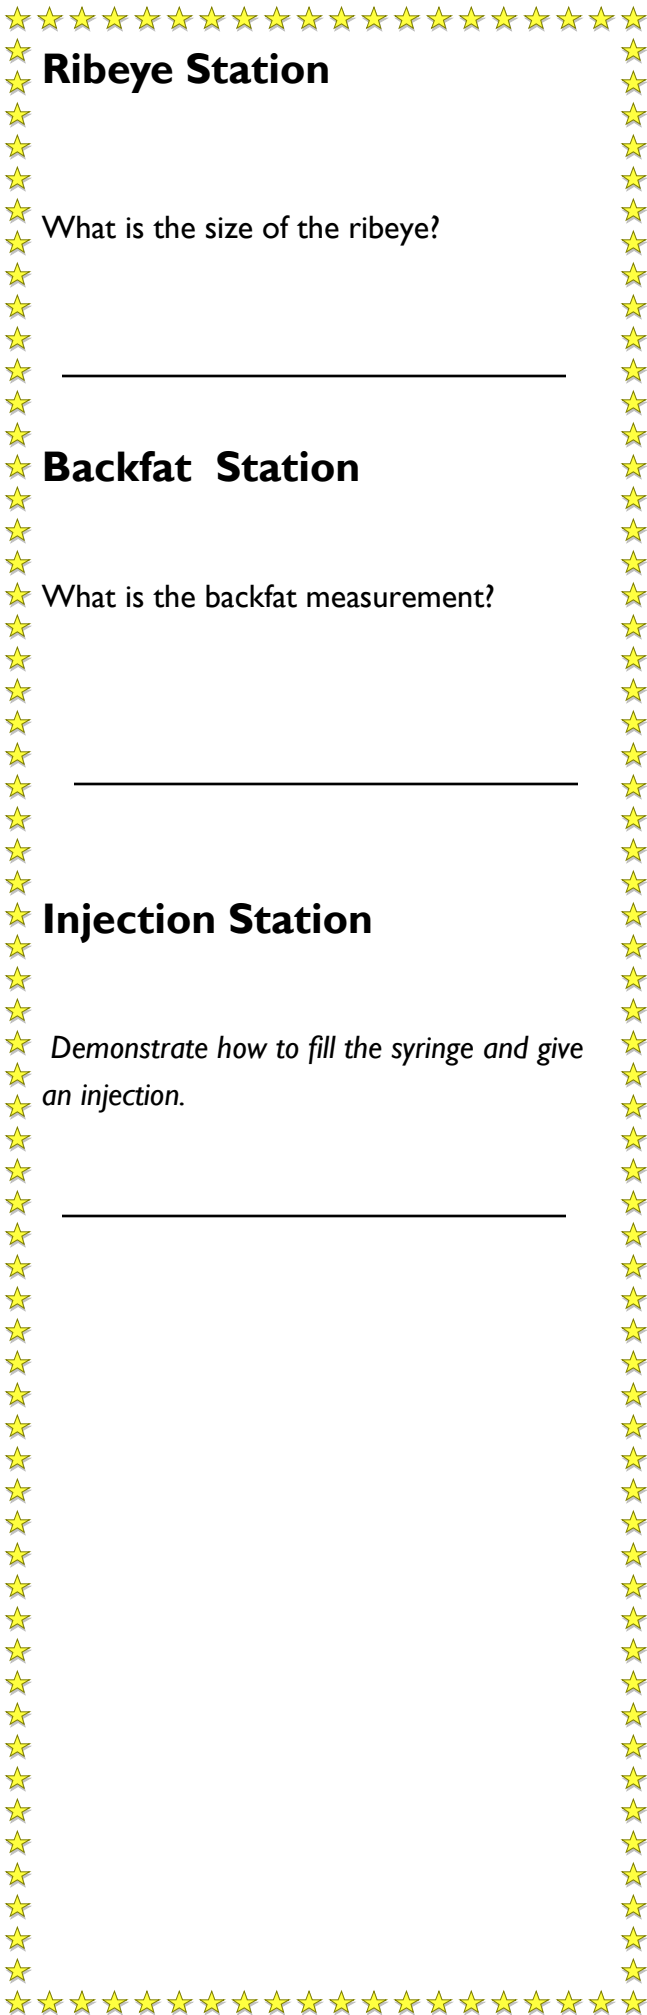 Ribeye Station
What is the size of the ribeye?
Backfat  Station
What is the backfat measurement?
Injection Station
Demonstrate how to fill the syringe and give
an injection.